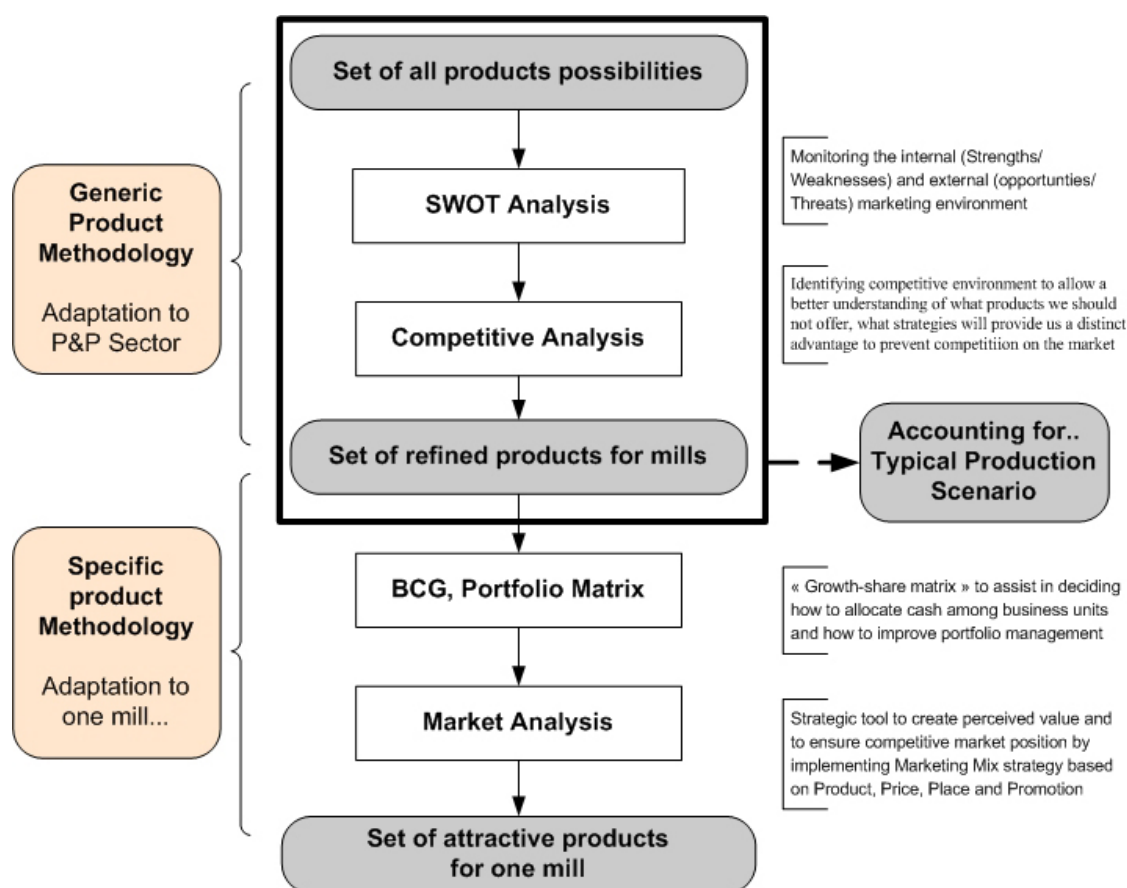 Set of all products possibilities
Generic
Product
Methodology
Adaptation to
P&P Sector
SWOT Analysis
Monitoring the internal (Strengths/
Weaknesses) and external (opportunties/
Threats) marketing environment
Competitive Analysis
Identifying competitive environment to allow a
better understanding of what products we should
not offer, what strategies will provide us a distinct
advantage to prevent competitiion on the market
Set of refined products for mills
Accounting for..
Typical Production
Scenario
Specific
product
Methodology
Adaptation to
one mill...
BCG, Portfolio Matrix
« Growth-share matrix » to assist in deciding
how to allocate cash among business units
and how to improve portfolio management
Market Analysis
Strategic tool to create perceived value and
to ensure competitive market position by
implementing Marketing Mix strategy based
on Product, Price, Place and Promotion
Set of attractive products
for one mill